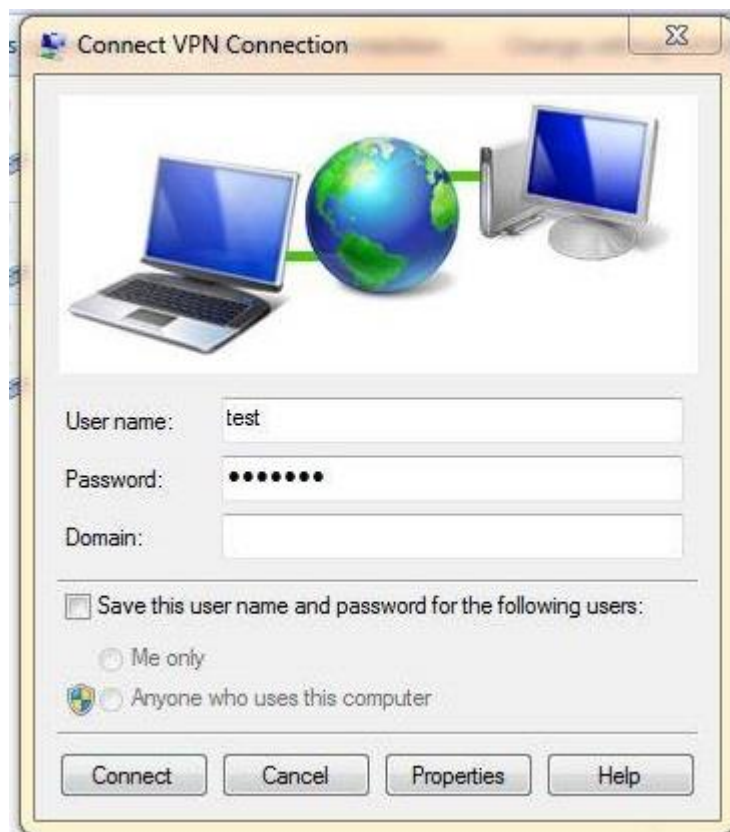 Connect VPN Connection
User name:
test
Password:
•••••••
Domain:
Save this user name and password for the following users:
Me only
Anyone who uses this computer
Connect
Cancel
Properties
Help